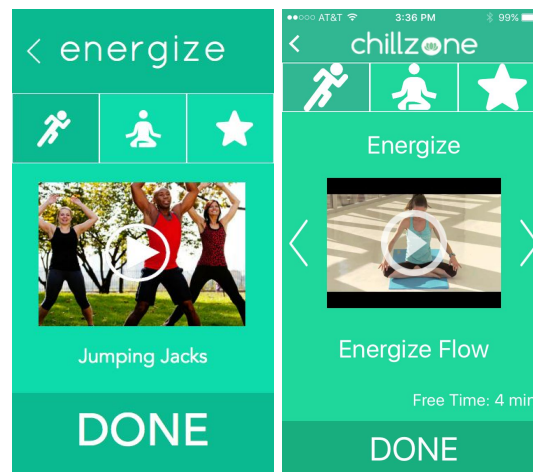 energize
Jumping Jacks
DONE
AT&T 3:36 PM 99%
chillzone
Energize
Energize Flow
Free Time: 4 min
DONE